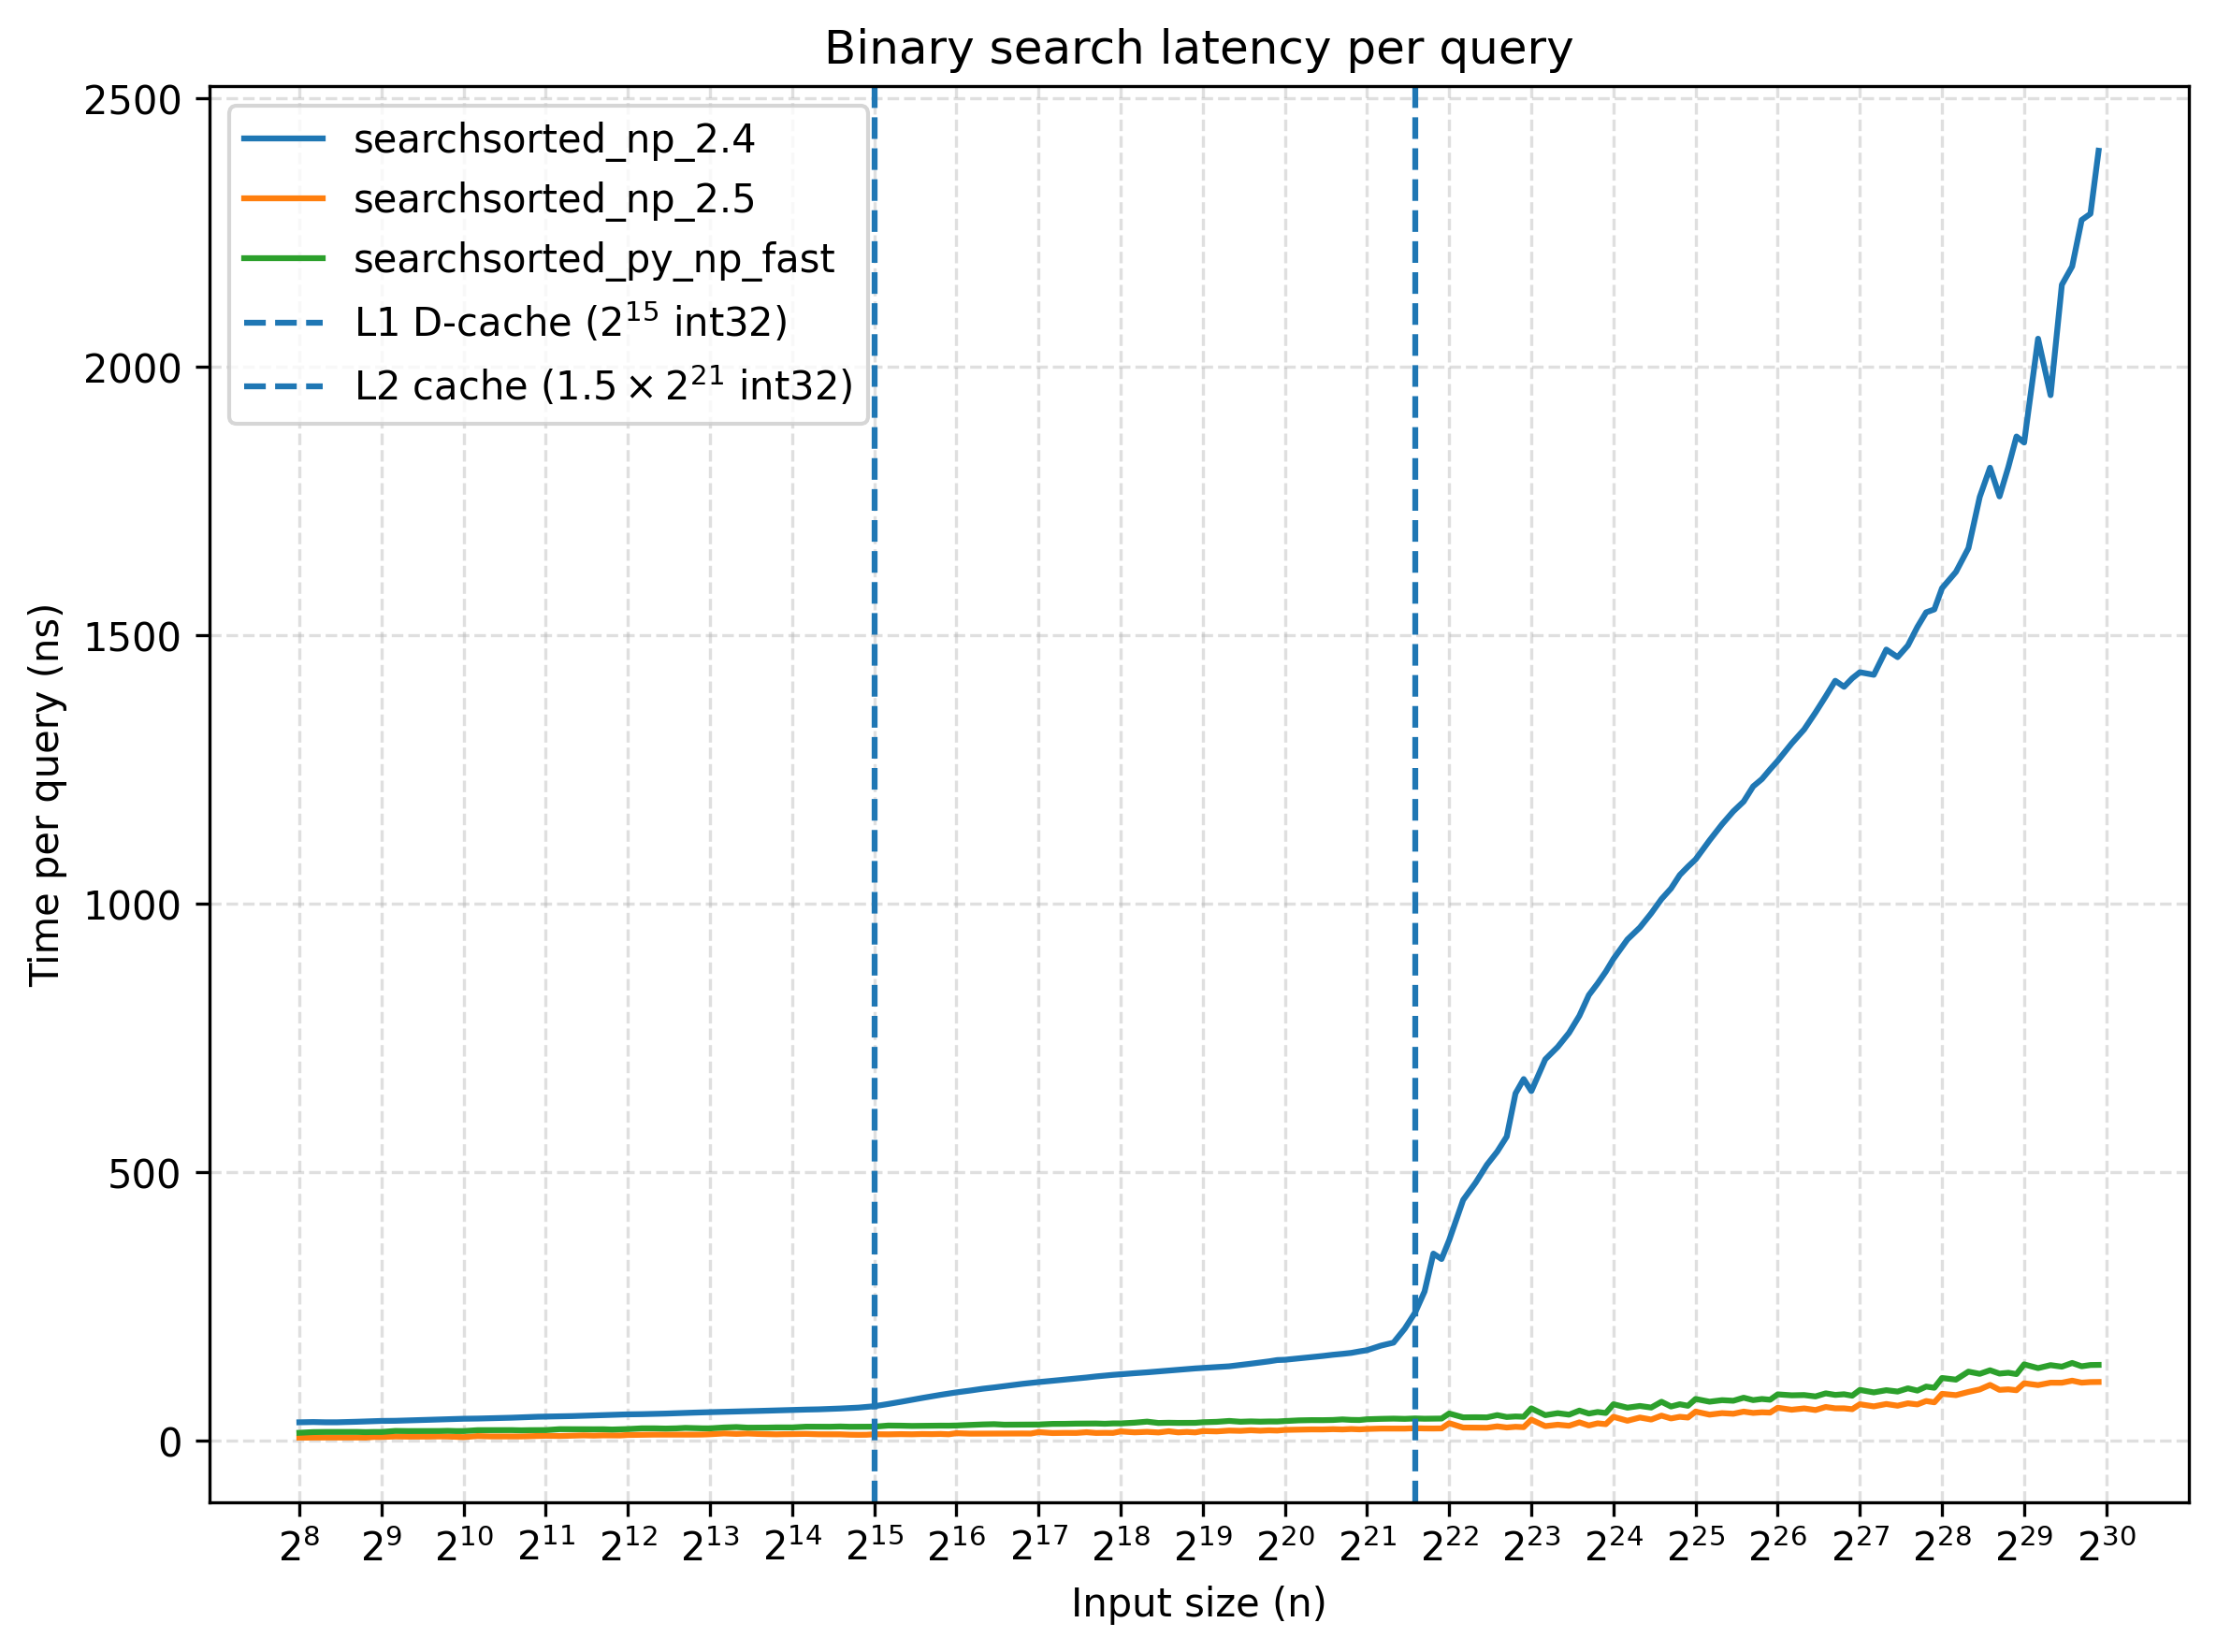 Binary search latency per query
2500
2000
1500
1000
500
0
Time per query (ns)
searchsorted_np_2.4
searchsorted_np_2.5
searchsorted_py_np_fast
L1 D-cache (2¹⁵ int32)
L2 cache (1.5 × 2²¹ int32)
2⁸ 2⁹ 2¹⁰ 2¹¹ 2¹² 2¹³ 2¹⁴ 2¹⁵ 2¹⁶ 2¹⁷ 2¹⁸ 2¹⁹ 2²⁰ 2²¹ 2²² 2²³ 2²⁴ 2²⁵ 2²⁶ 2²⁷ 2²⁸ 2²⁹ 2³⁰
Input size (n)